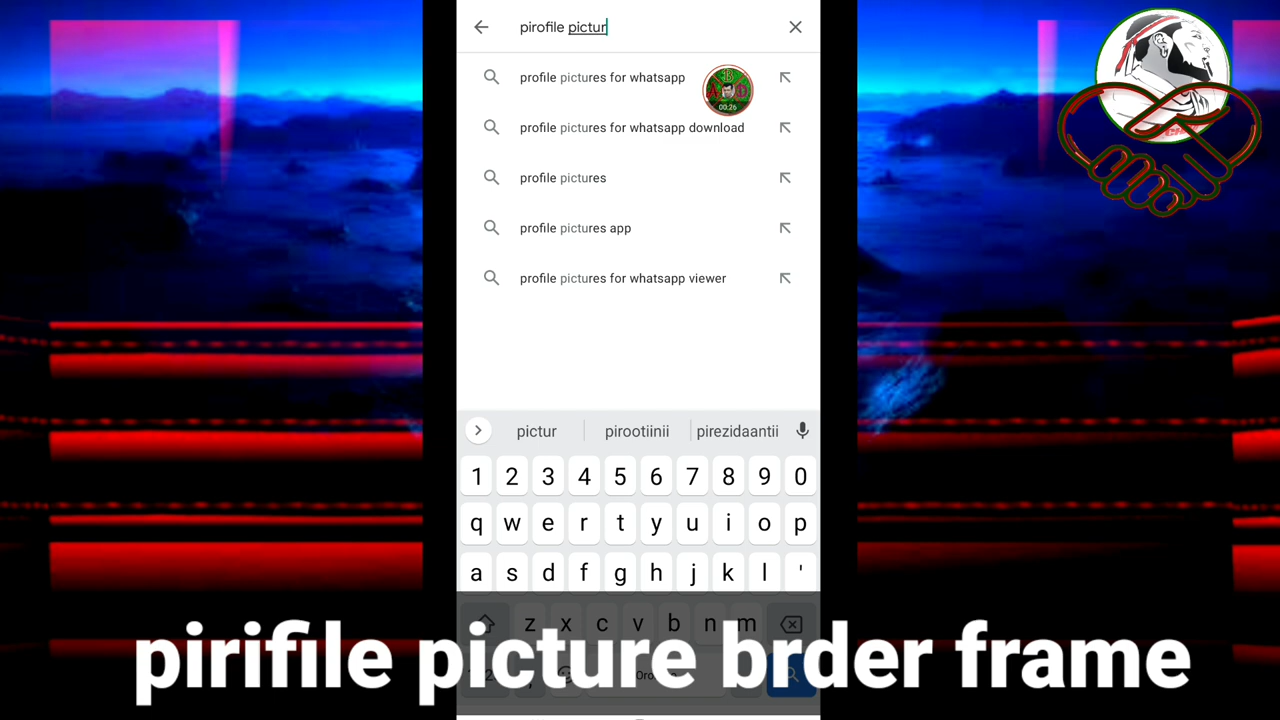 pirofile pictur
profile pictures for whatsapp
B
00:26
profile pictures for whatsapp download
profile pictures
profile pictures app
profile pictures for whatsapp viewer
pictur pirootiinii pirezidaantii
1 2 3 4 5 6 7 8 9 0
q w e r t y u i o p
a s d f g h j k l '
z x c v b n m
pirifile picture brder frame